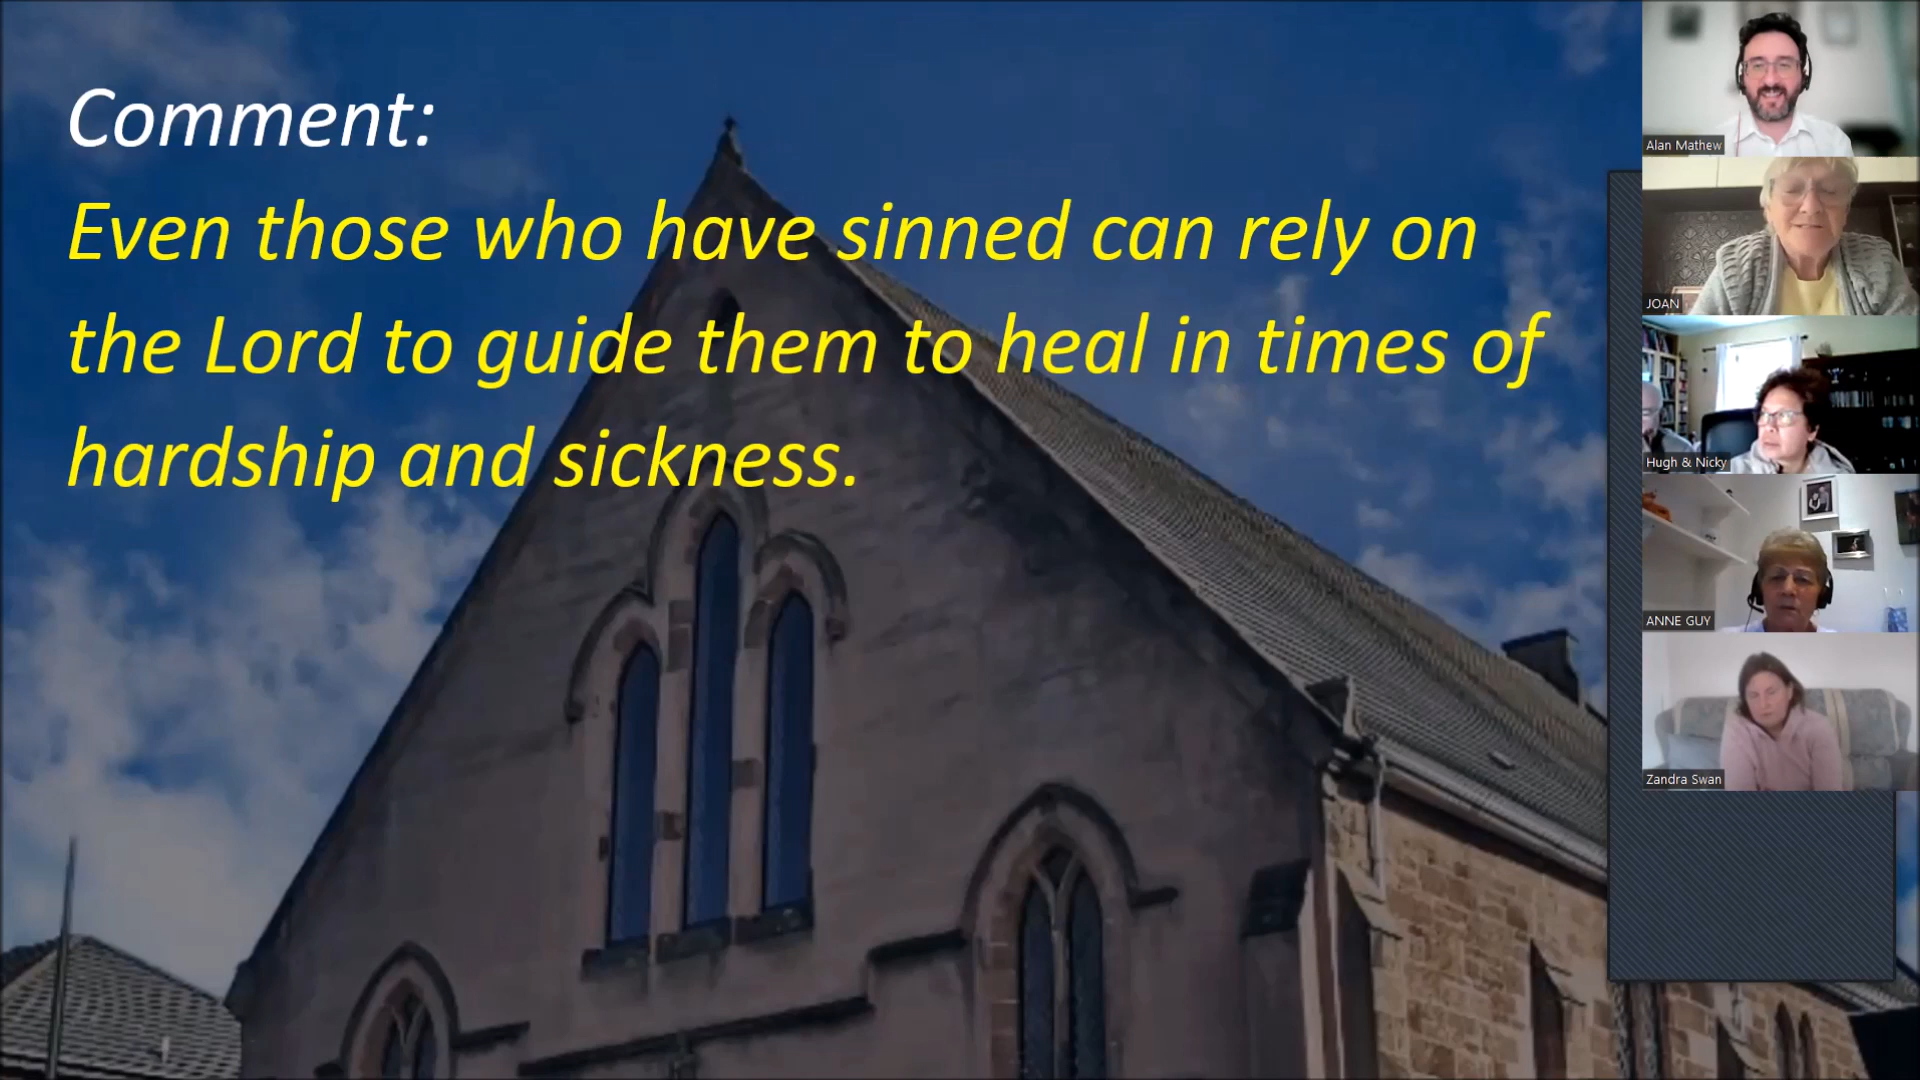 Comment:
Even those who have sinned can rely on
the Lord to guide them to heal in times of
hardship and sickness.
Alan Mathew
JOAN
Hugh & Nicky
ANNE GUY
Zandra Swan